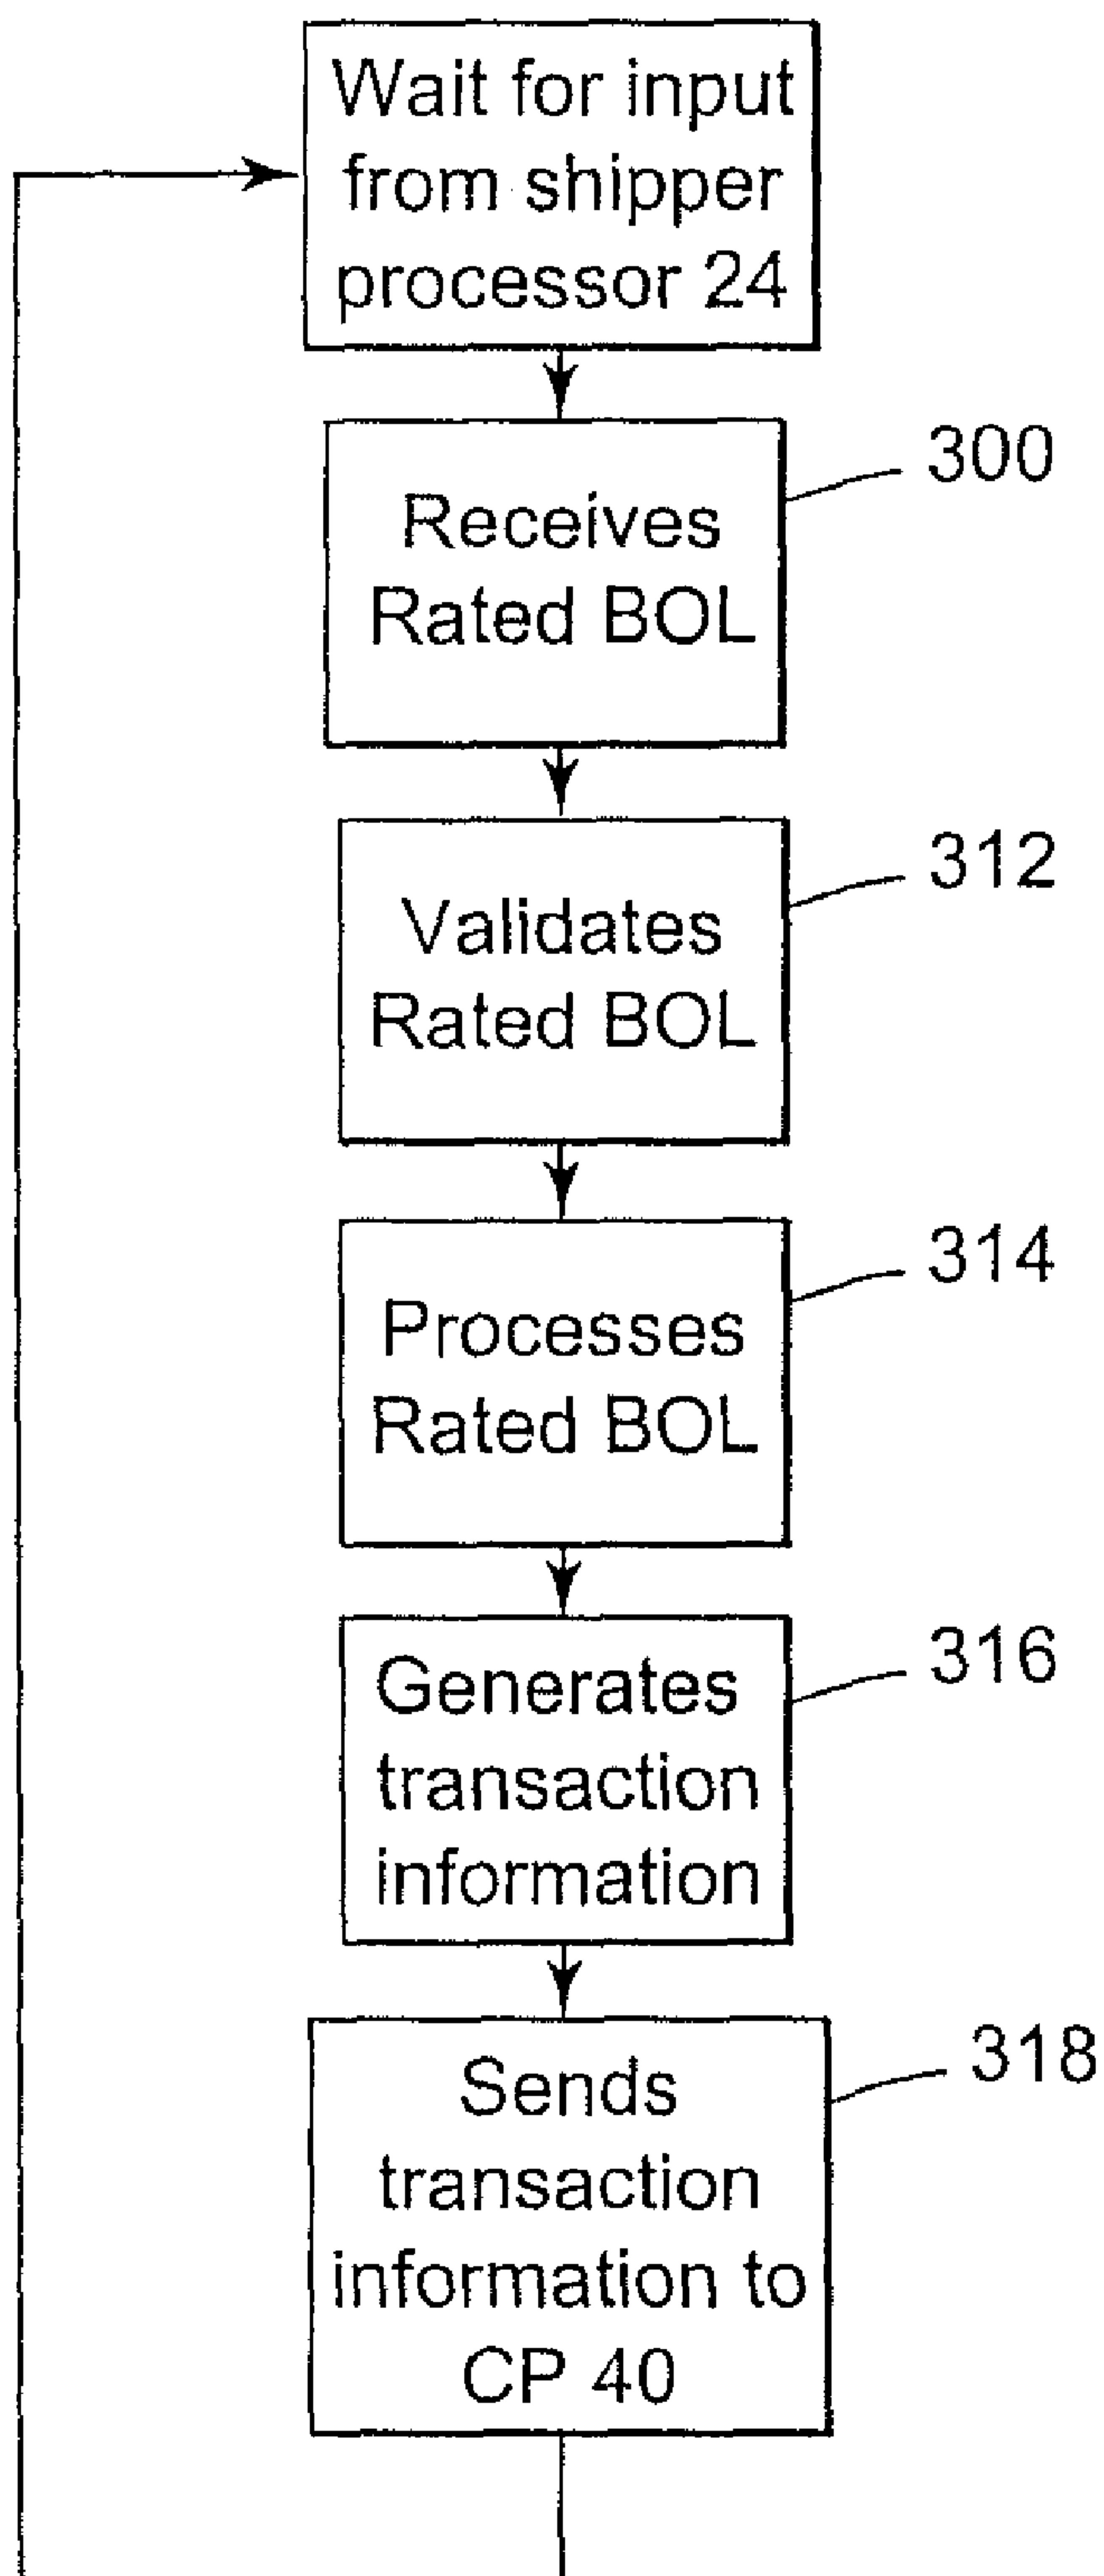 Wait for input
from shipper
processor 24
300
Receives
Rated BOL
312
Validates
Rated BOL
314
Processes
Rated BOL
316
Generates
transaction
information
318
Sends
transaction
information to
CP 40